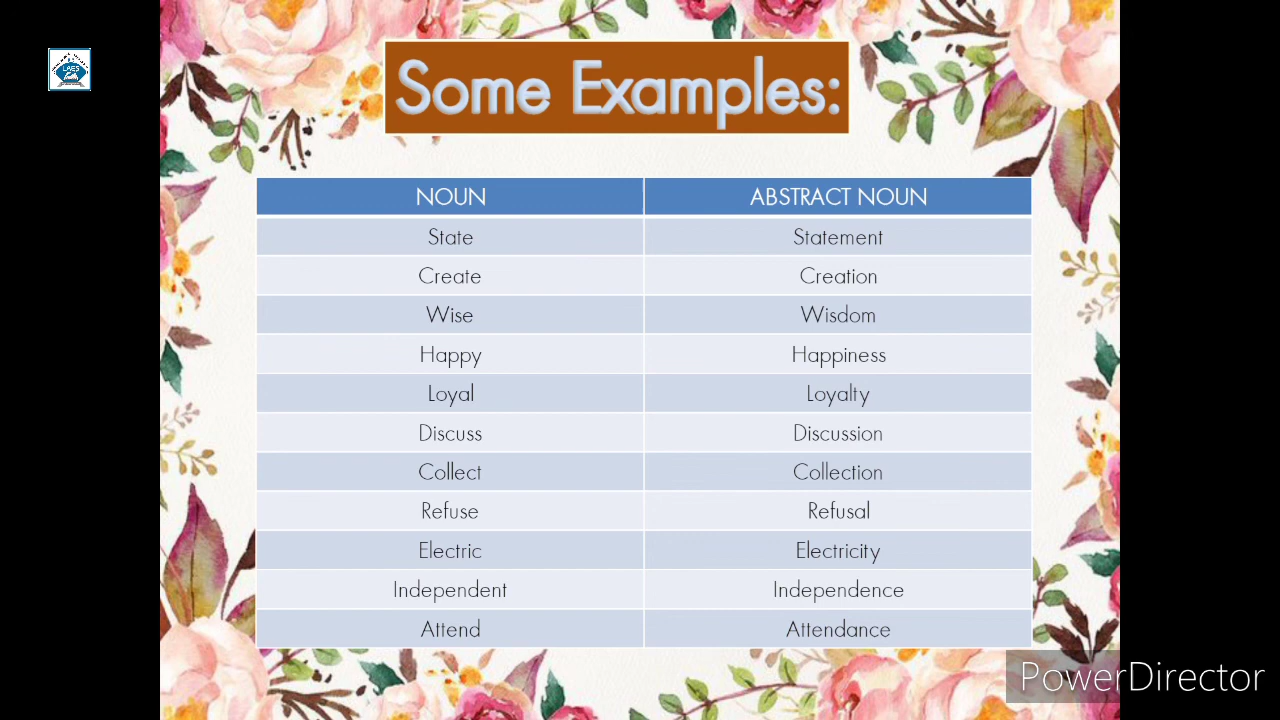 LAES
Some Examples:
NOUN ABSTRACT NOUN
State Statement
Create Creation
Wise Wisdom
Happy Happiness
Loyal Loyalty
Discuss Discussion
Collect Collection
Refuse Refusal
Electric Electricity
Independent Independence
Attend Attendance
PowerDirector